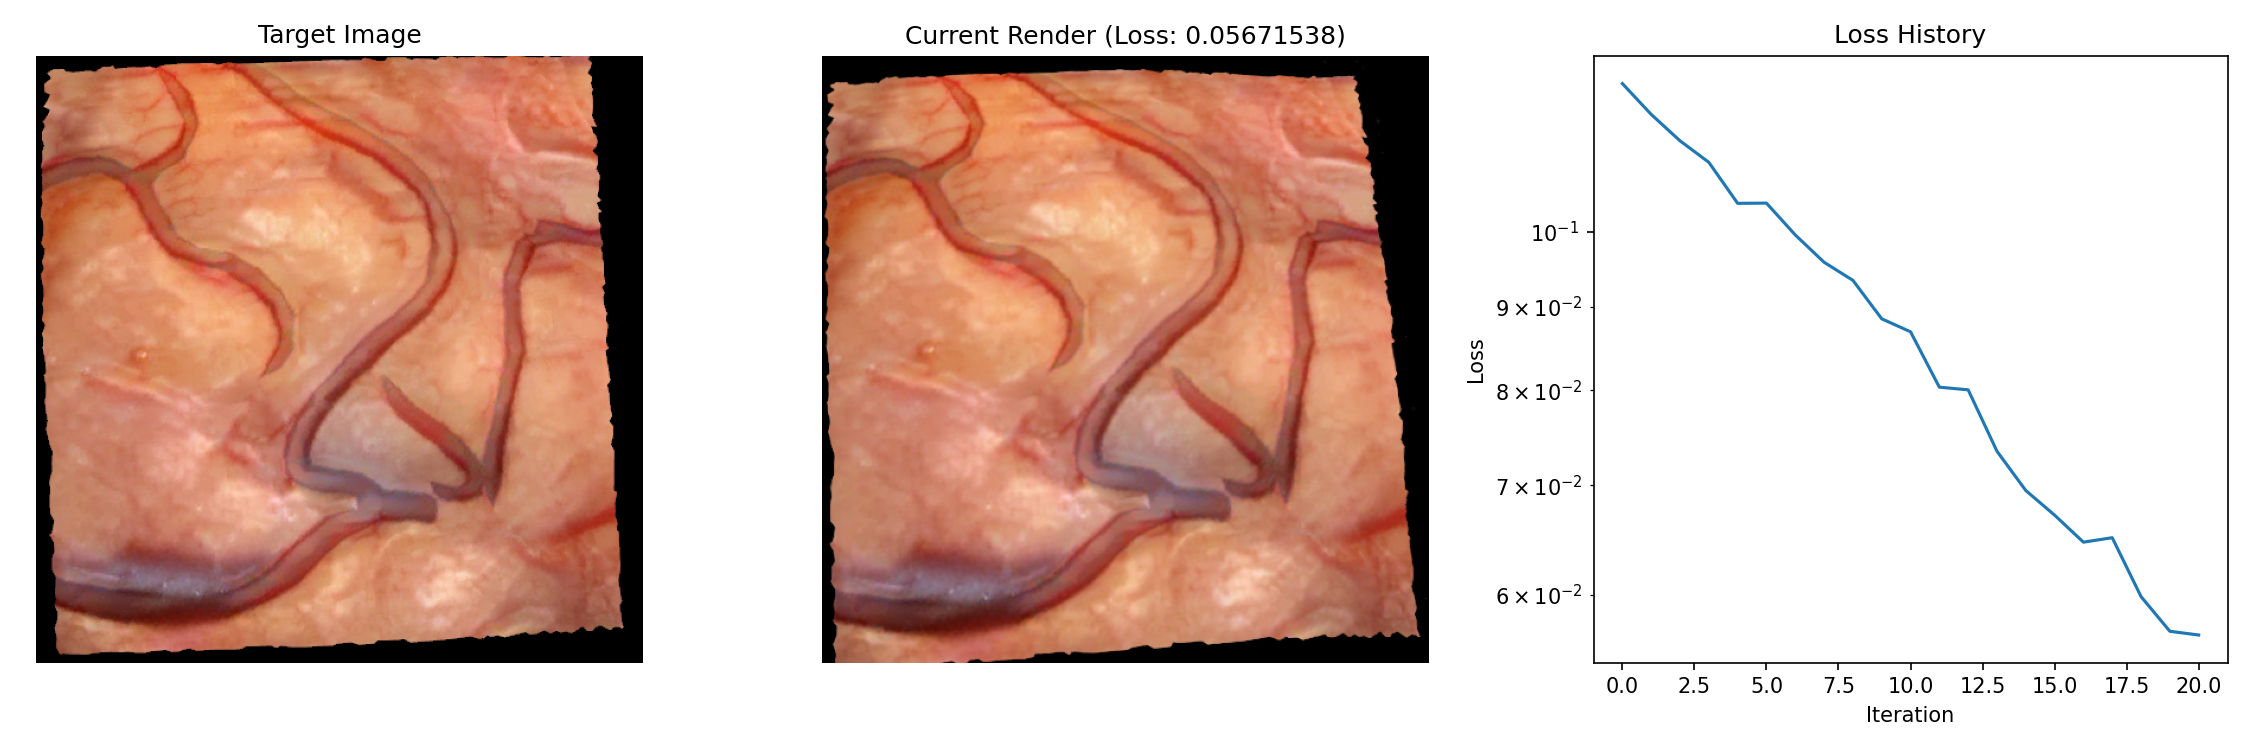 Target Image
Current Render (Loss: 0.05671538)
Loss History
Loss
10⁻¹
9 × 10⁻²
8 × 10⁻²
7 × 10⁻²
6 × 10⁻²
0.0 2.5 5.0 7.5 10.0 12.5 15.0 17.5 20.0
Iteration